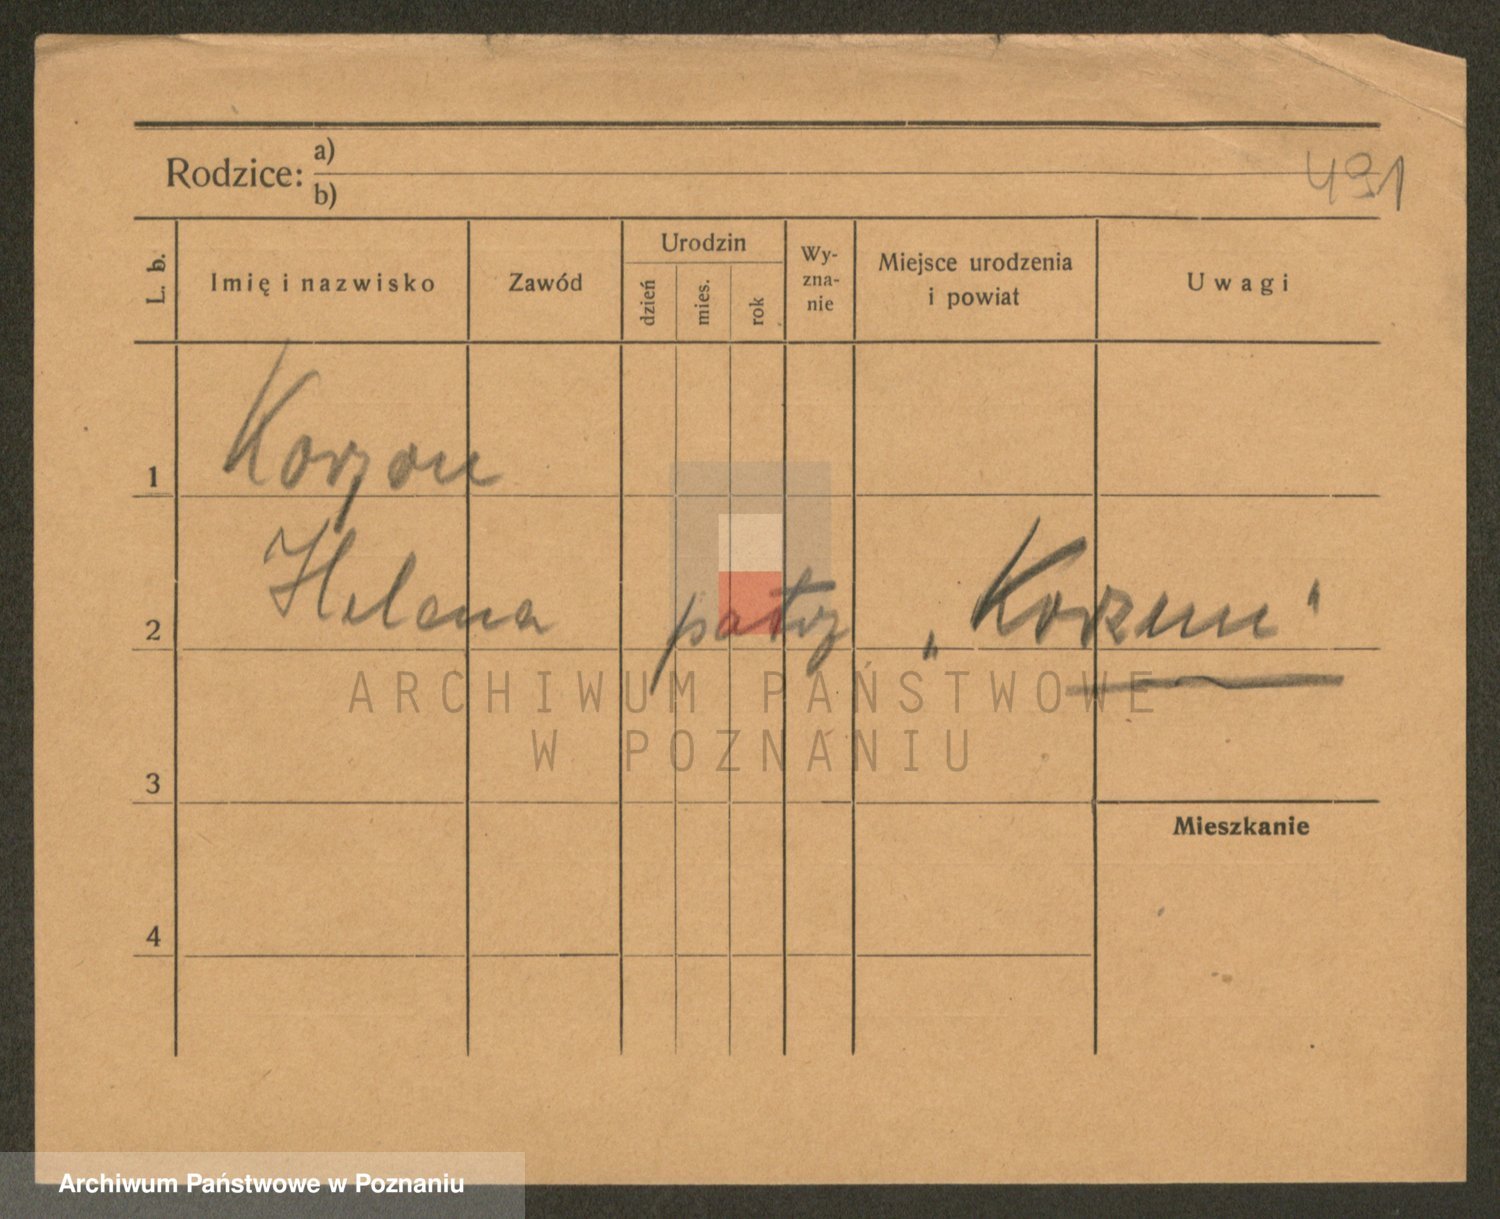 Rodzice: a)
b)
491
L. b.
Imię i nazwisko
Zawód
Urodzin
dzień
mies.
rok
Wy-
zna-
nie
Miejsce urodzenia
i powiat
Uwagi
1
Korzon
2
Helena patrz „Korzun"
3
Mieszkanie
4
ARCHIWUM PAŃSTWOWE
W POZNANIU
Archiwum Państwowe w Poznaniu